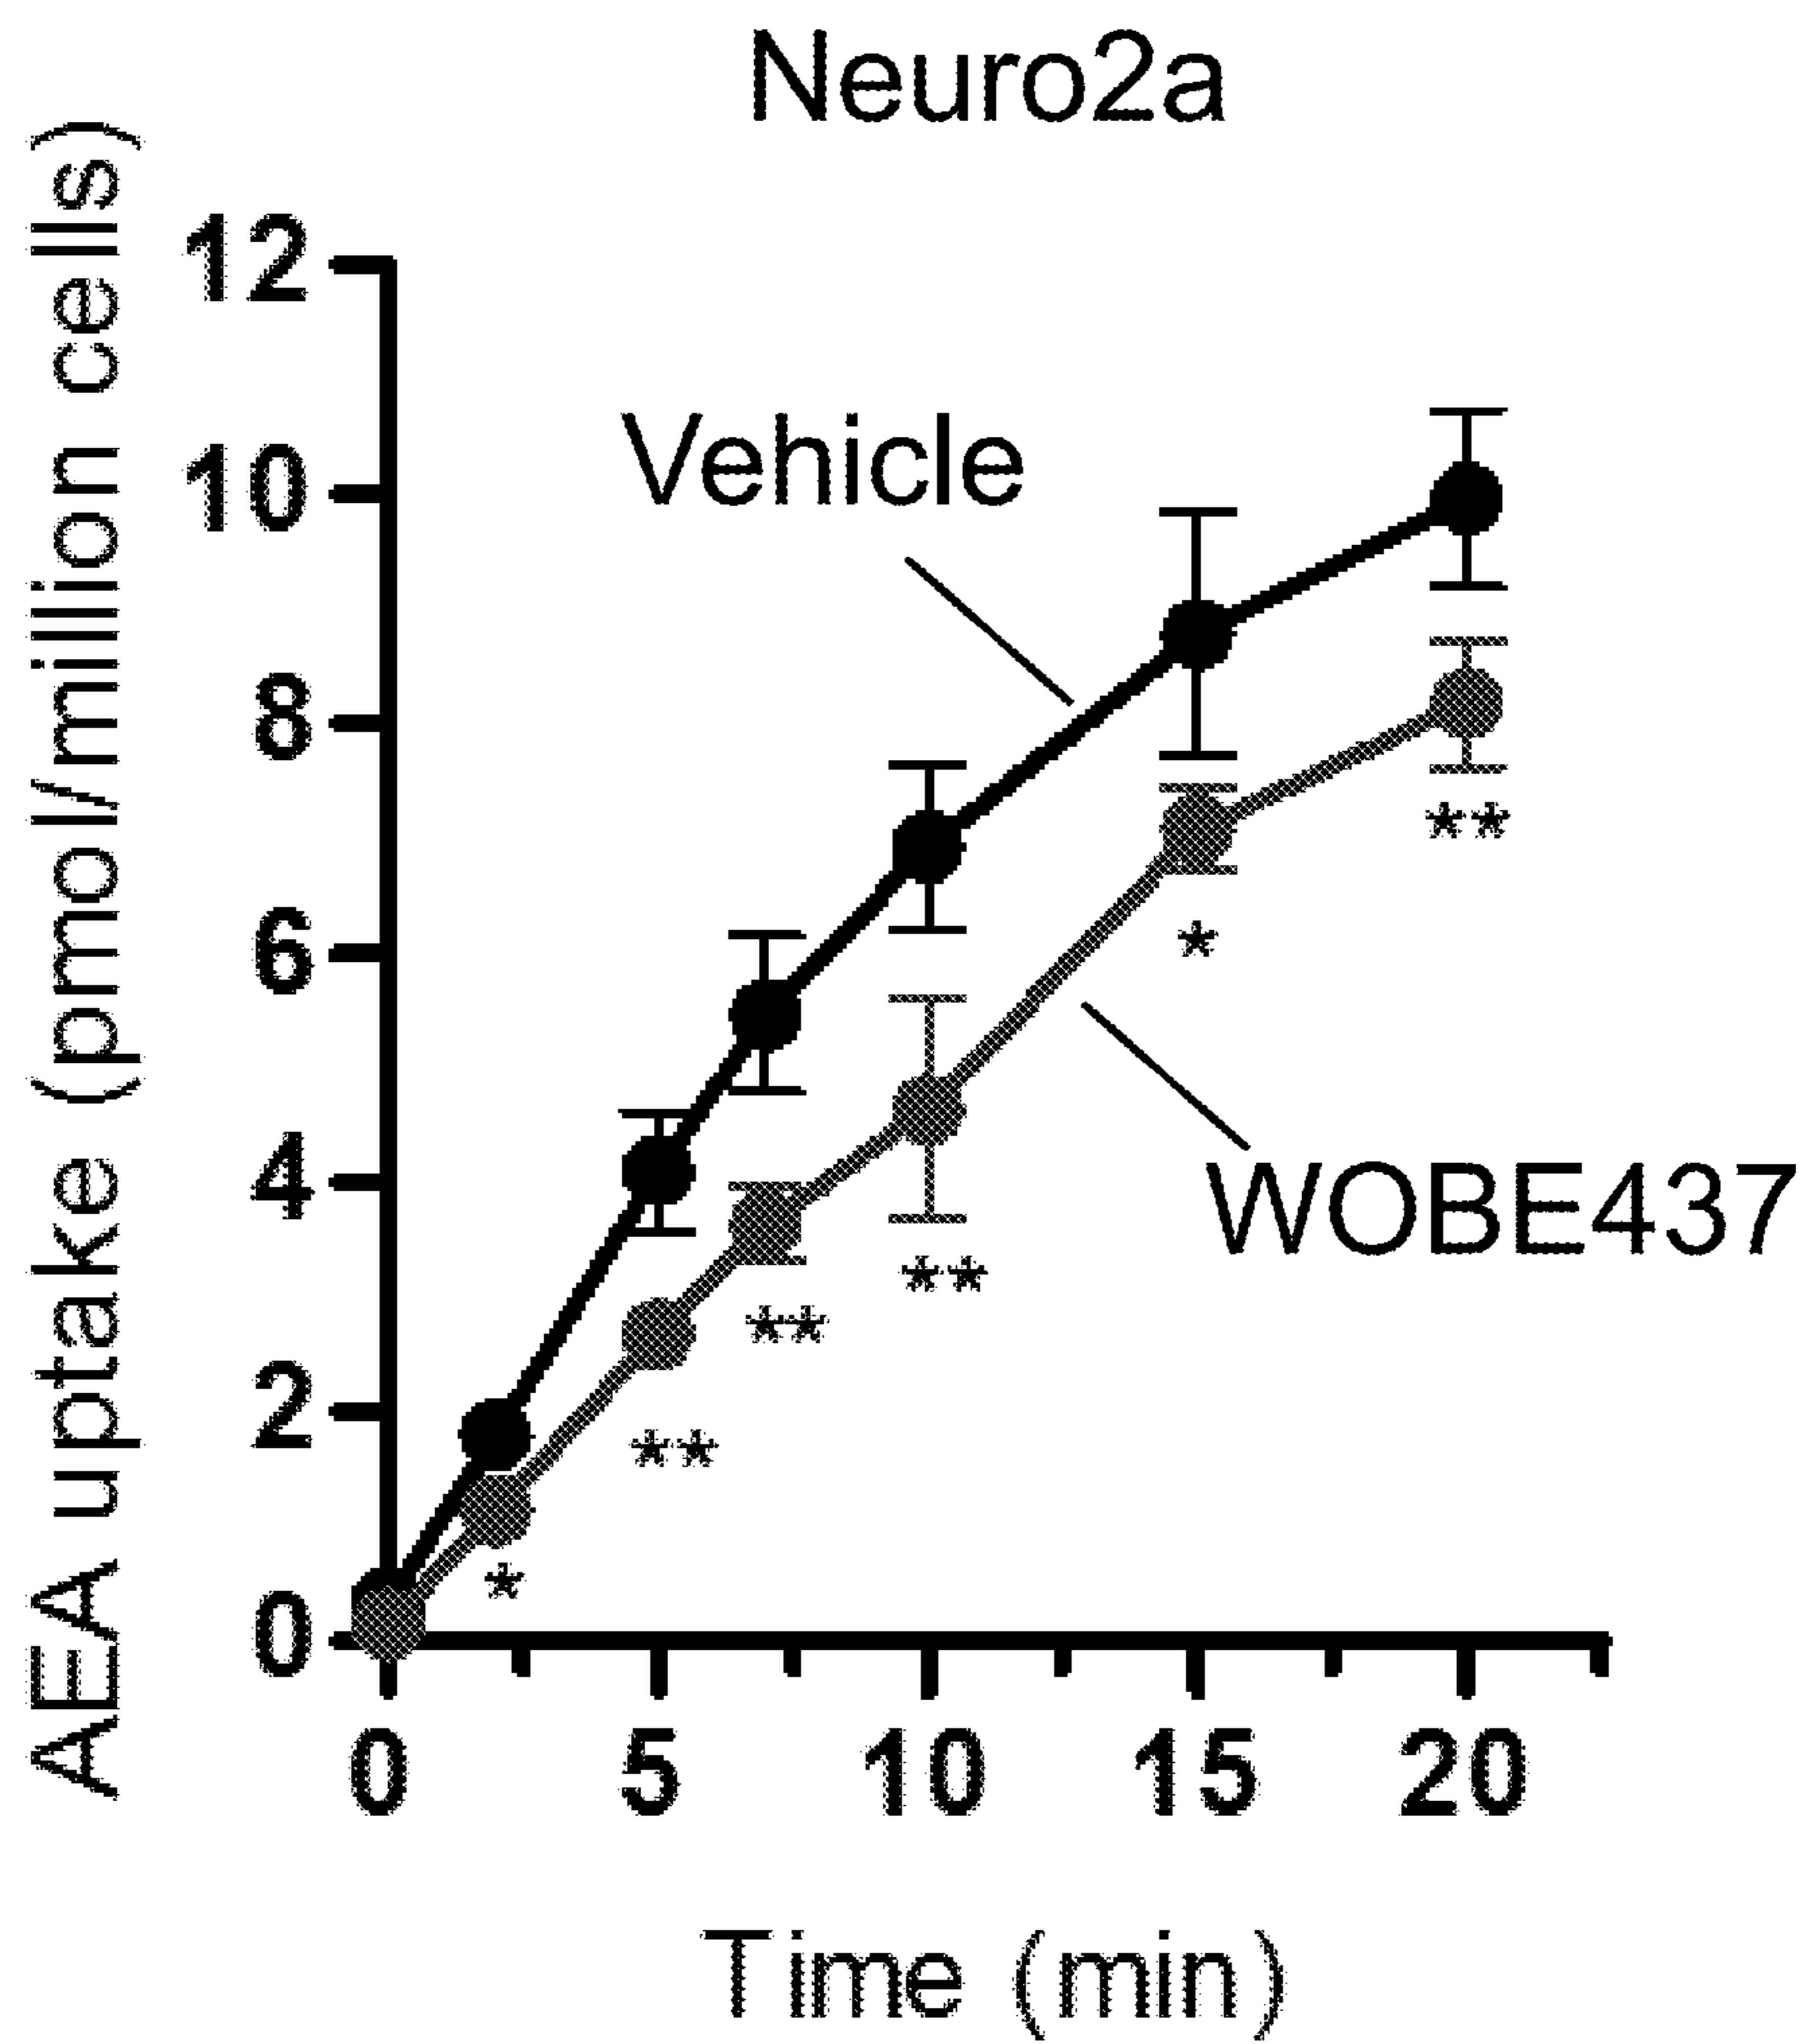 Neuro2a
AEA uptake (pmol/million cells)
12
10
8
6
4
2
0
Vehicle
WOBE437
**
*
**
**
**
*
0 5 10 15 20
Time (min)